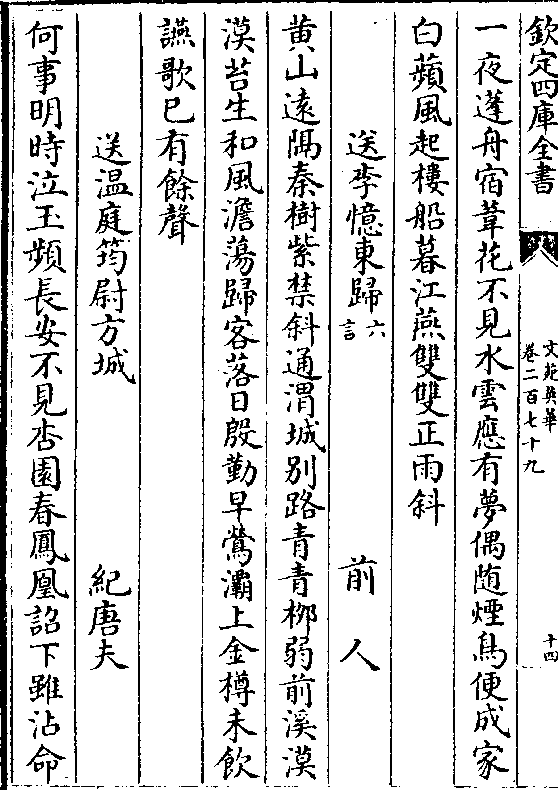 欽定四庫全書
文苑英華
卷二百七十九
十四
一夜蓬舟宿葦花不見水雲應有夢偶随煙鳥便成家
白蘋風起樓船暮江燕雙雙正雨斜
送李憶東歸六言 前人
黄山遠隔秦樹紫禁斜通渭城别路青青栁弱前溪漠
漠苔生和風澹蕩歸客落日殷勤早鶯灞上金樽未飲
讌歌已有餘聲
送温庭筠尉方城 紀唐夫
何事明時泣玉頻長安不見杏園春鳳凰詔下雖沾命